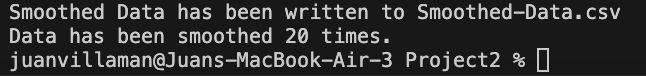 Smoothed Data has been written to Smoothed-Data.csv
Data has been smoothed 20 times.
juanvillaman@Juans-MacBook-Air-3 Project2 %